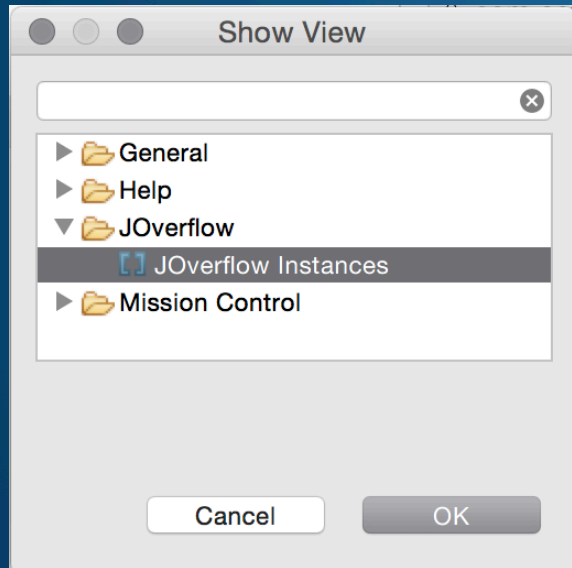 Show View
General
Help
JOverflow
JOverflow Instances
Mission Control
Cancel OK